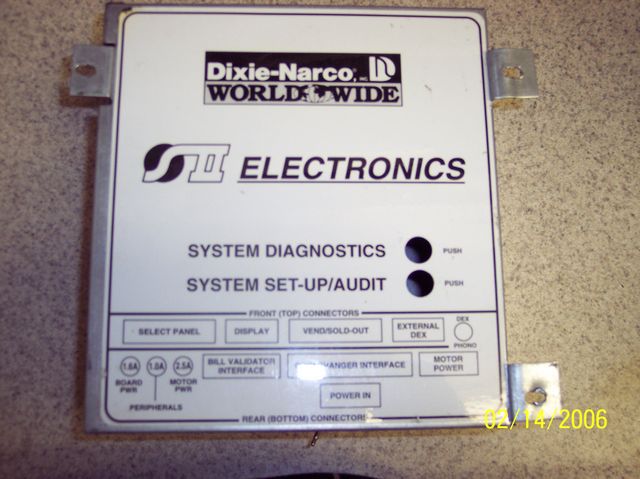 Dixie-Narco, INC.
WORLD WIDE
SII ELECTRONICS
SYSTEM DIAGNOSTICS PUSH
SYSTEM SET-UP/AUDIT PUSH
FRONT (TOP) CONNECTORS
SELECT PANEL DISPLAY VEND/SOLD-OUT EXTERNAL DEX DEX PHONO
1.6A 1.0A 2.5A BILL VALIDATOR INTERFACE INTERFACE MOTOR POWER
BOARD PWR MOTOR PWR
PERIPHERALS POWER IN
REAR (BOTTOM) CONNECTORS
02/14/2006